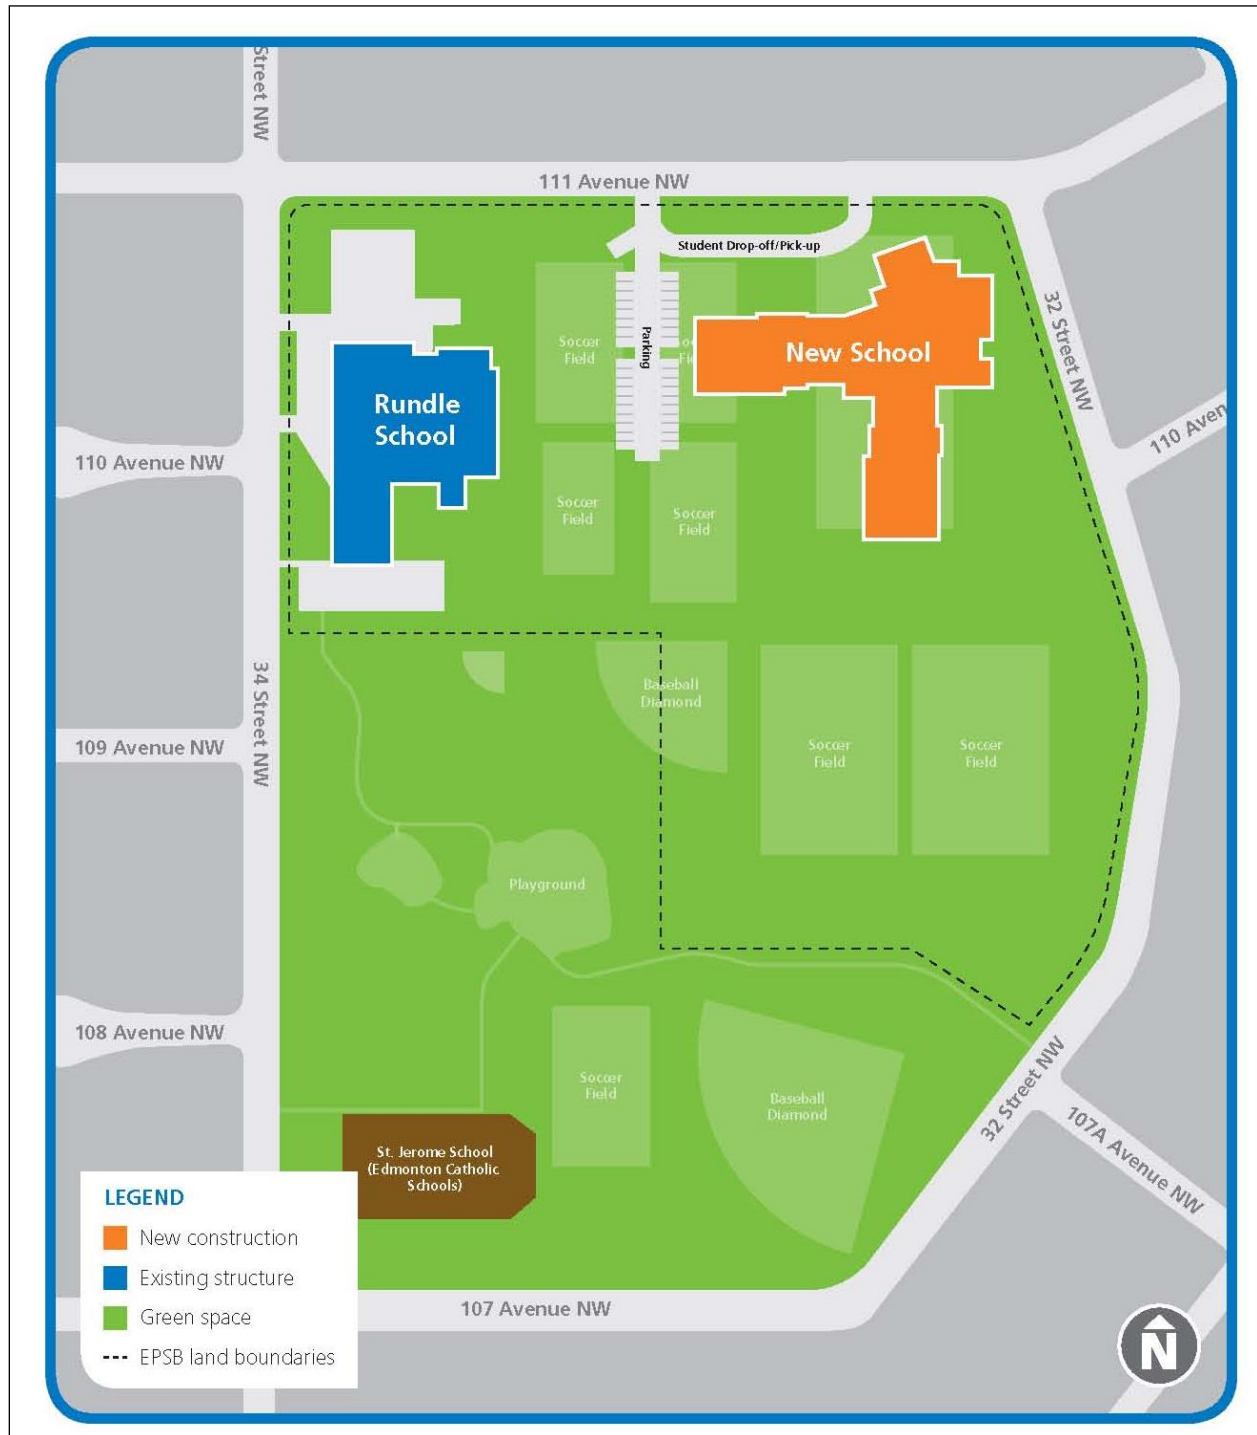 Street NW
111 Avenue NW
Student Drop-off/Pick-up
32 Street NW
Soccer
Field
Parking
Soccer
Field
New School
Rundle
School
110 Avenue NW
110 Aven
Soccer
Field
Soccer
Field
34 Street NW
Baseball
Diamond
109 Avenue NW
Soccer
Field
Soccer
Field
Playground
108 Avenue NW
Soccer
Field
Baseball
Diamond
32 Street NW
107A Avenue NW
St. Jerome School
(Edmonton Catholic
Schools)
LEGEND
New construction
Existing structure
Green space
EPSB land boundaries
107 Avenue NW
N